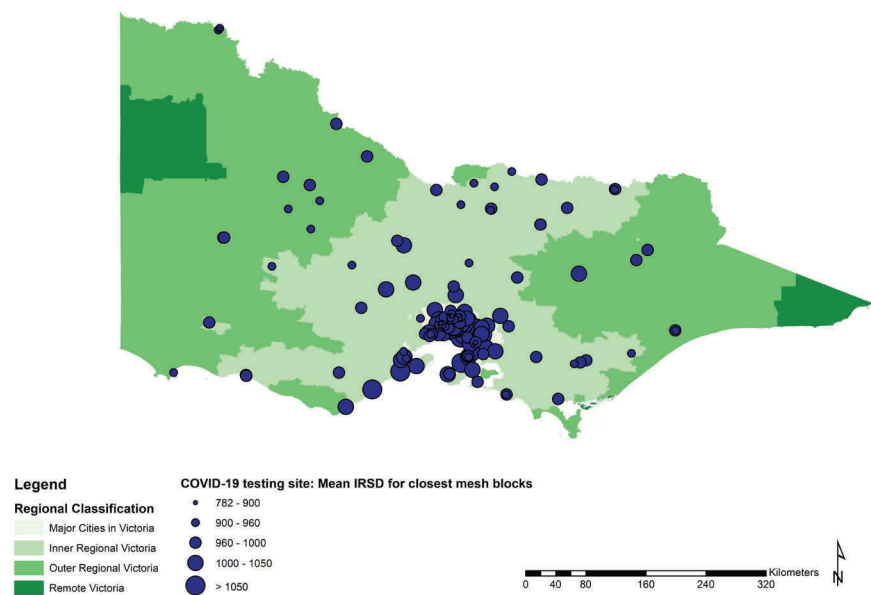 Legend
Regional Classification
Major Cities in Victoria
Inner Regional Victoria
Outer Regional Victoria
Remote Victoria
COVID-19 testing site: Mean IRSD for closest mesh blocks
782 - 900
900 - 960
960 - 1000
1000 - 1050
> 1050
Kilometers
0 20 40 80 160 240 320
N